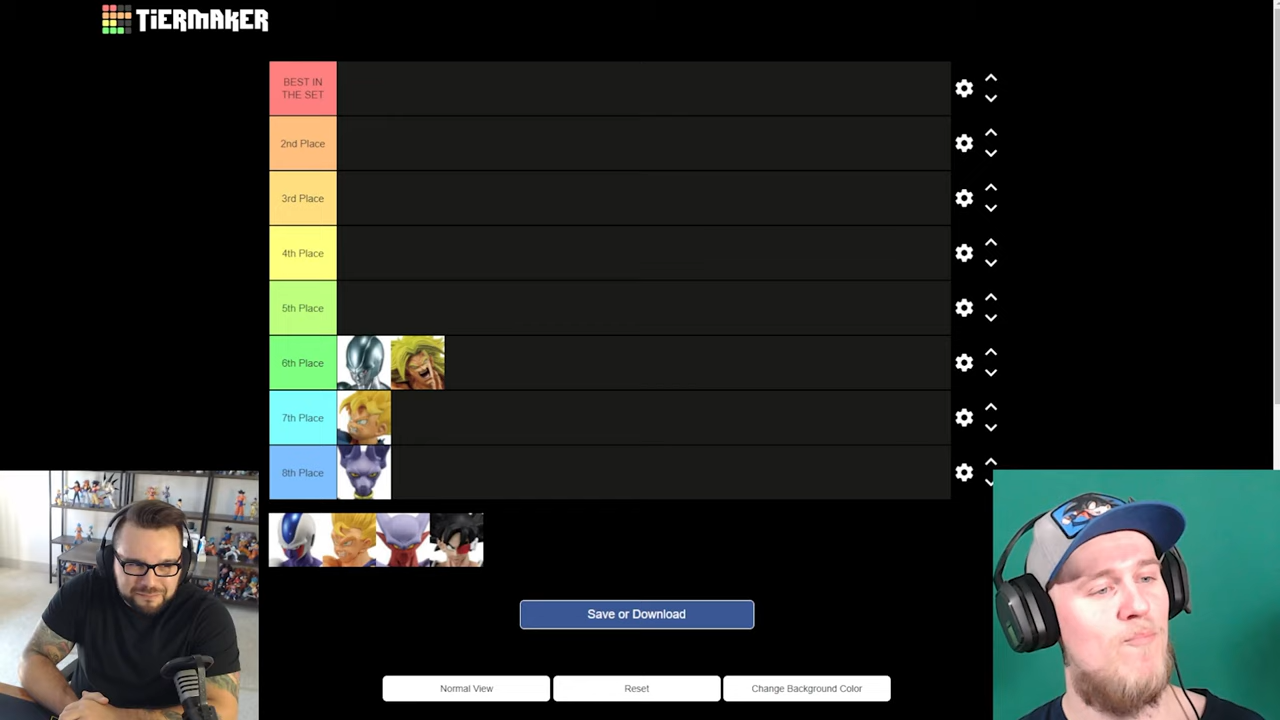 TiERMAKER
BEST IN
THE SET
2nd Place
3rd Place
4th Place
5th Place
6th Place
7th Place
8th Place
Save or Download
Normal View
Reset
Change Background Color